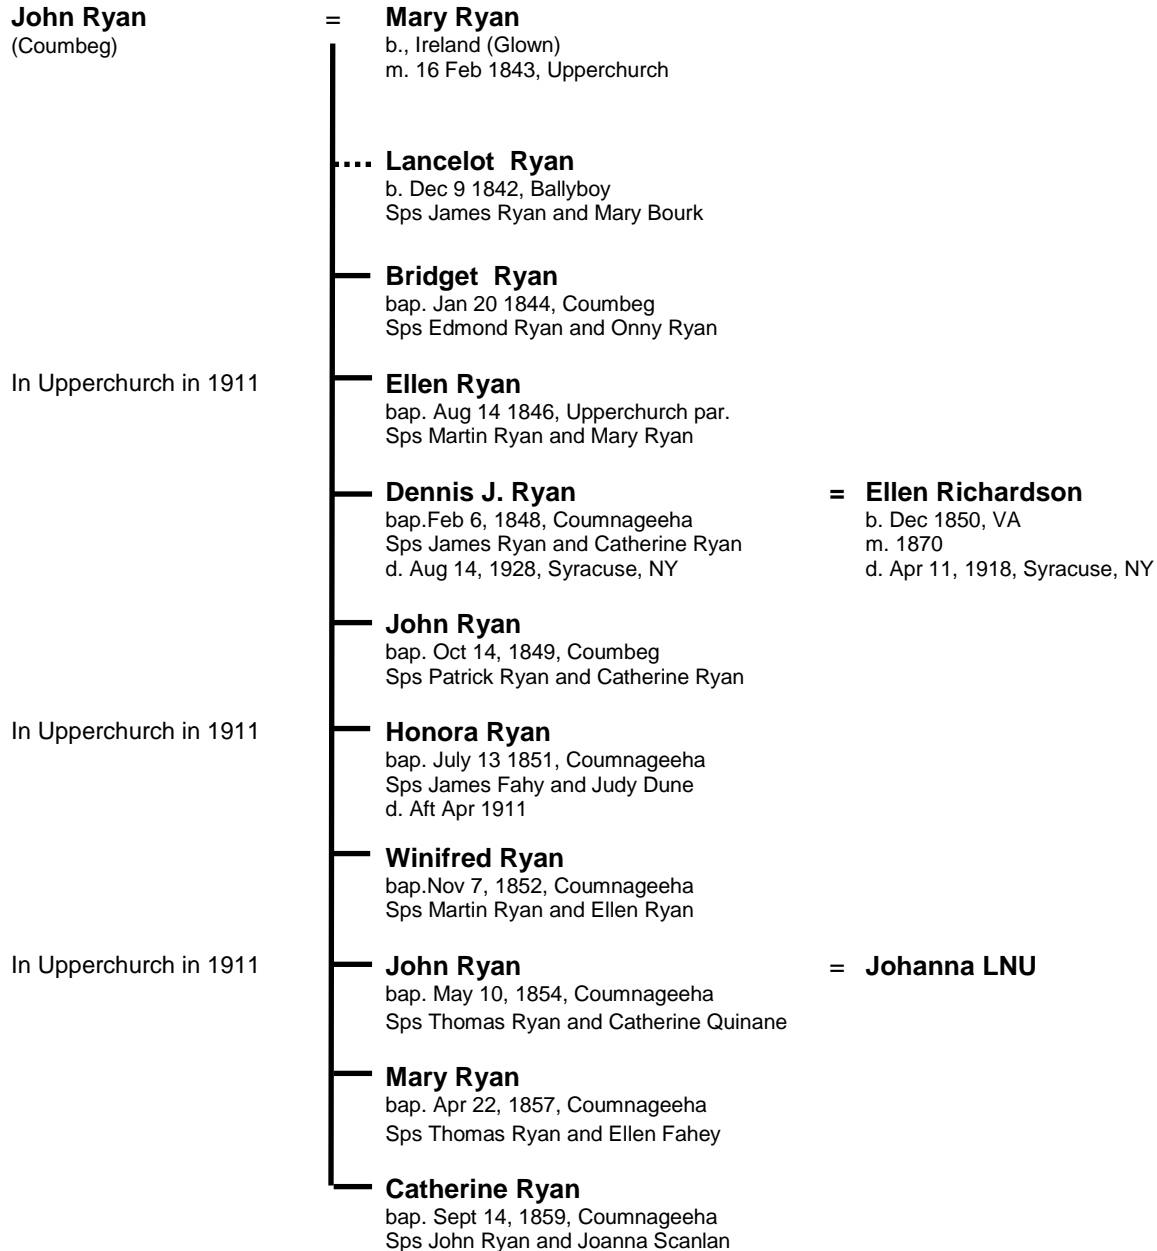 John Ryan = Mary Ryan
(Coumbeg) b., Ireland (Glown)
m. 16 Feb 1843, Upperchurch
Lancelot Ryan
b. Dec 9 1842, Ballyboy
Sps James Ryan and Mary Bourk
Bridget Ryan
bap. Jan 20 1844, Coumbeg
Sps Edmond Ryan and Onny Ryan
In Upperchurch in 1911 Ellen Ryan
bap. Aug 14 1846, Upperchurch par.
Sps Martin Ryan and Mary Ryan
Dennis J. Ryan = Ellen Richardson
bap.Feb 6, 1848, Coumnageeha b. Dec 1850, VA
Sps James Ryan and Catherine Ryan m. 1870
d. Aug 14, 1928, Syracuse, NY d. Apr 11, 1918, Syracuse, NY
John Ryan
bap. Oct 14, 1849, Coumbeg
Sps Patrick Ryan and Catherine Ryan
In Upperchurch in 1911 Honora Ryan
bap. July 13 1851, Coumnageeha
Sps James Fahy and Judy Dune
d. Aft Apr 1911
Winifred Ryan
bap.Nov 7, 1852, Coumnageeha
Sps Martin Ryan and Ellen Ryan
In Upperchurch in 1911 John Ryan = Johanna LNU
bap. May 10, 1854, Coumnageeha
Sps Thomas Ryan and Catherine Quinane
Mary Ryan
bap. Apr 22, 1857, Coumnageeha
Sps Thomas Ryan and Ellen Fahey
Catherine Ryan
bap. Sept 14, 1859, Coumnageeha
Sps John Ryan and Joanna Scanlan